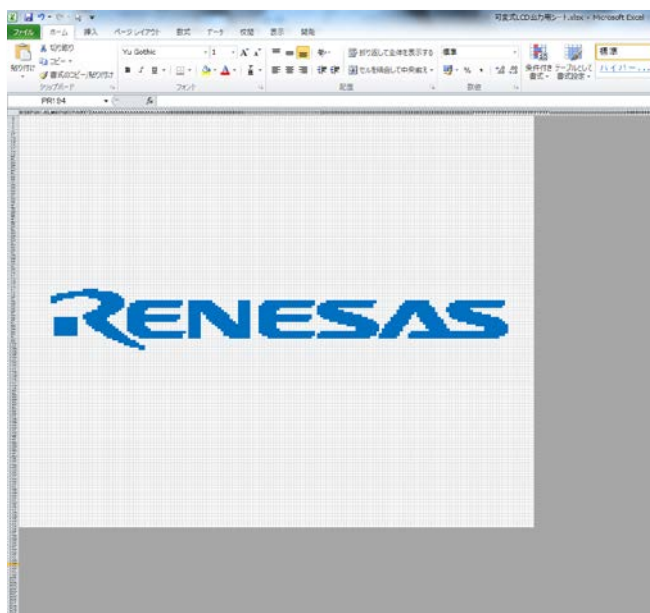 可変式LCD出力用シート.xlsx - Microsoft Excel
ファイル ホーム 挿入 ページ レイアウト 数式 データ 校閲 表示 開発
切り取り
コピー
貼り付け 書式のコピー/貼り付け
クリップボード
Yu Gothic 1
フォント
折り返して全体を表示する
セルを結合して中央揃え
配置
標準
数値
条件付き書式 テーブルとして書式設定
標準
ハイパー...
PR194
fx
RENESAS